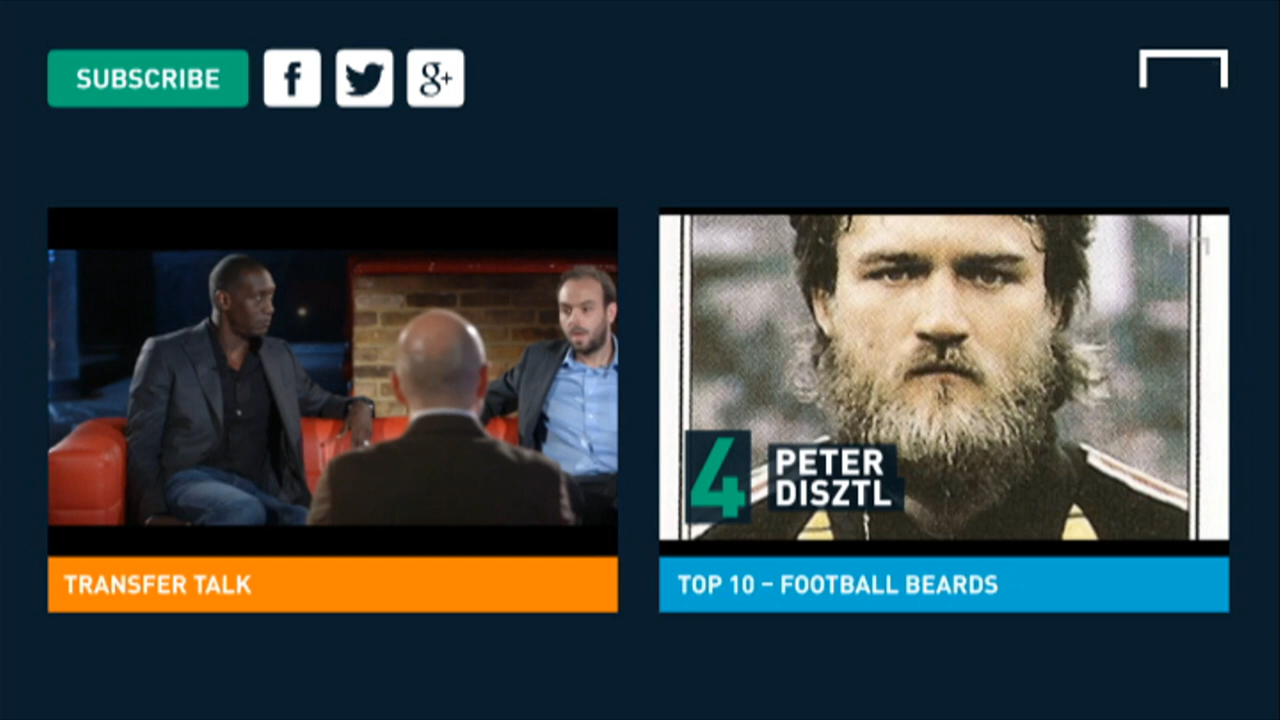 SUBSCRIBE f g+
4 PETER
DISZTL
TRANSFER TALK
TOP 10 – FOOTBALL BEARDS